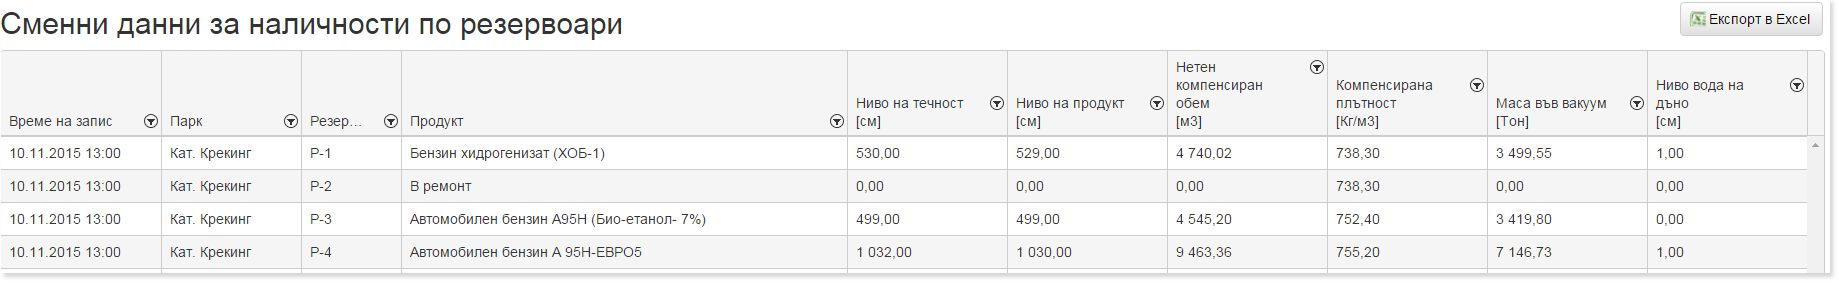 Сменни данни за наличности по резервоари
Експорт в Excel
Време на запис
Парк
Резер...
Продукт
Ниво на течност
[см]
Ниво на продукт
[см]
Нетен
компенсиран
обем
[м3]
Компенсирана
плътност
[Кг/м3]
Маса във вакуум
[Тон]
Ниво вода на
дъно
[см]
10.11.2015 13:00 Кат. Крекинг Р-1 Бензин хидрогенизат (ХОБ-1) 530,00 529,00 4 740,02 738,30 3 499,55 1,00
10.11.2015 13:00 Кат. Крекинг Р-2 В ремонт 0,00 0,00 0,00 738,30 0,00 0,00
10.11.2015 13:00 Кат. Крекинг Р-3 Автомобилен бензин А95Н (Био-етанол- 7%) 499,00 499,00 4 545,20 752,40 3 419,80 0,00
10.11.2015 13:00 Кат. Крекинг Р-4 Автомобилен бензин А 95Н-ЕВРО5 1 032,00 1 030,00 9 463,36 755,20 7 146,73 1,00